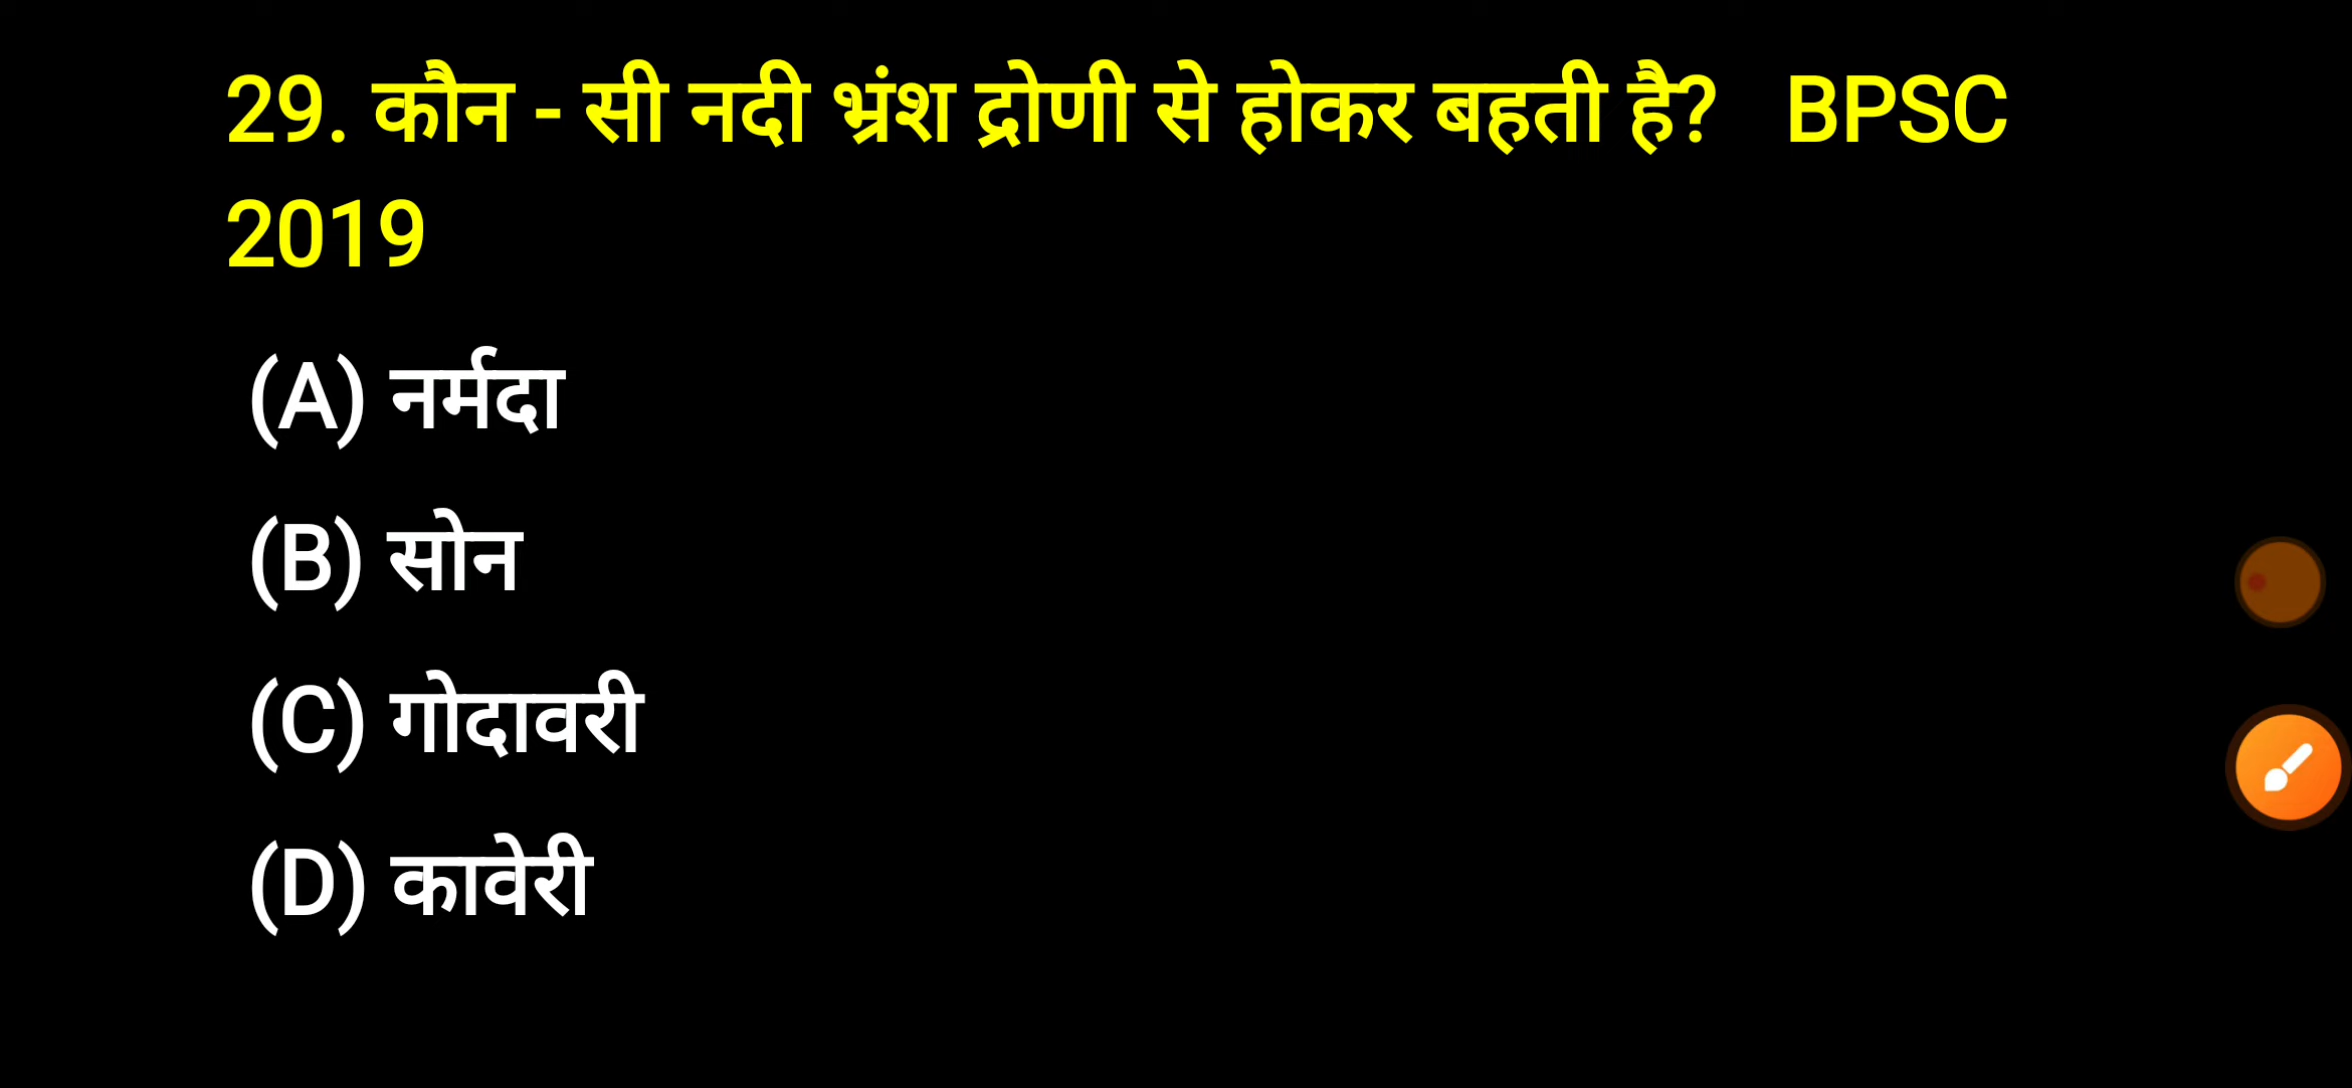 29. कौन - सी नदी भ्रंश द्रोणी से होकर बहती है? BPSC
2019
(A) नर्मदा
(B) सोन
(C) गोदावरी
(D) कावेरी